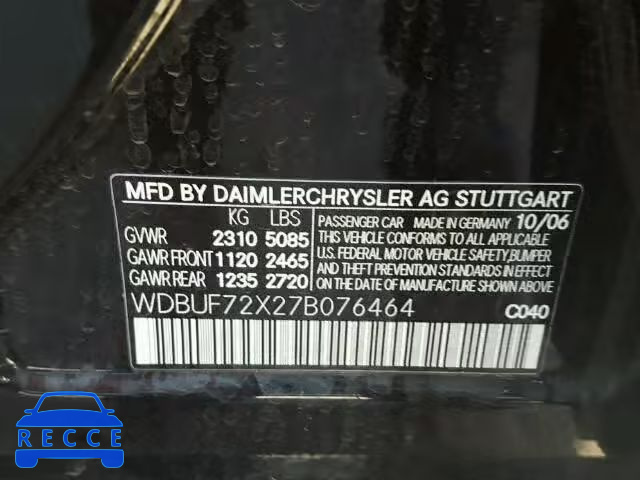 MFD BY DAIMLERCHRYSLER AG STUTTGART
KG LBS
GVWR 2310 5085
GAWR FRONT 1120 2465
GAWR REAR 1235 2720
PASSENGER CAR MADE IN GERMANY 10/06
THIS VEHICLE CONFORMS TO ALL APPLICABLE
U.S. FEDERAL MOTOR VEHICLE SAFETY, BUMPER
AND THEFT PREVENTION STANDARDS IN EFFECT
ON THE DATE OF MANUFACTURE SHOWN ABOVE.
WDBUF72X27B076464 C040
RECCE